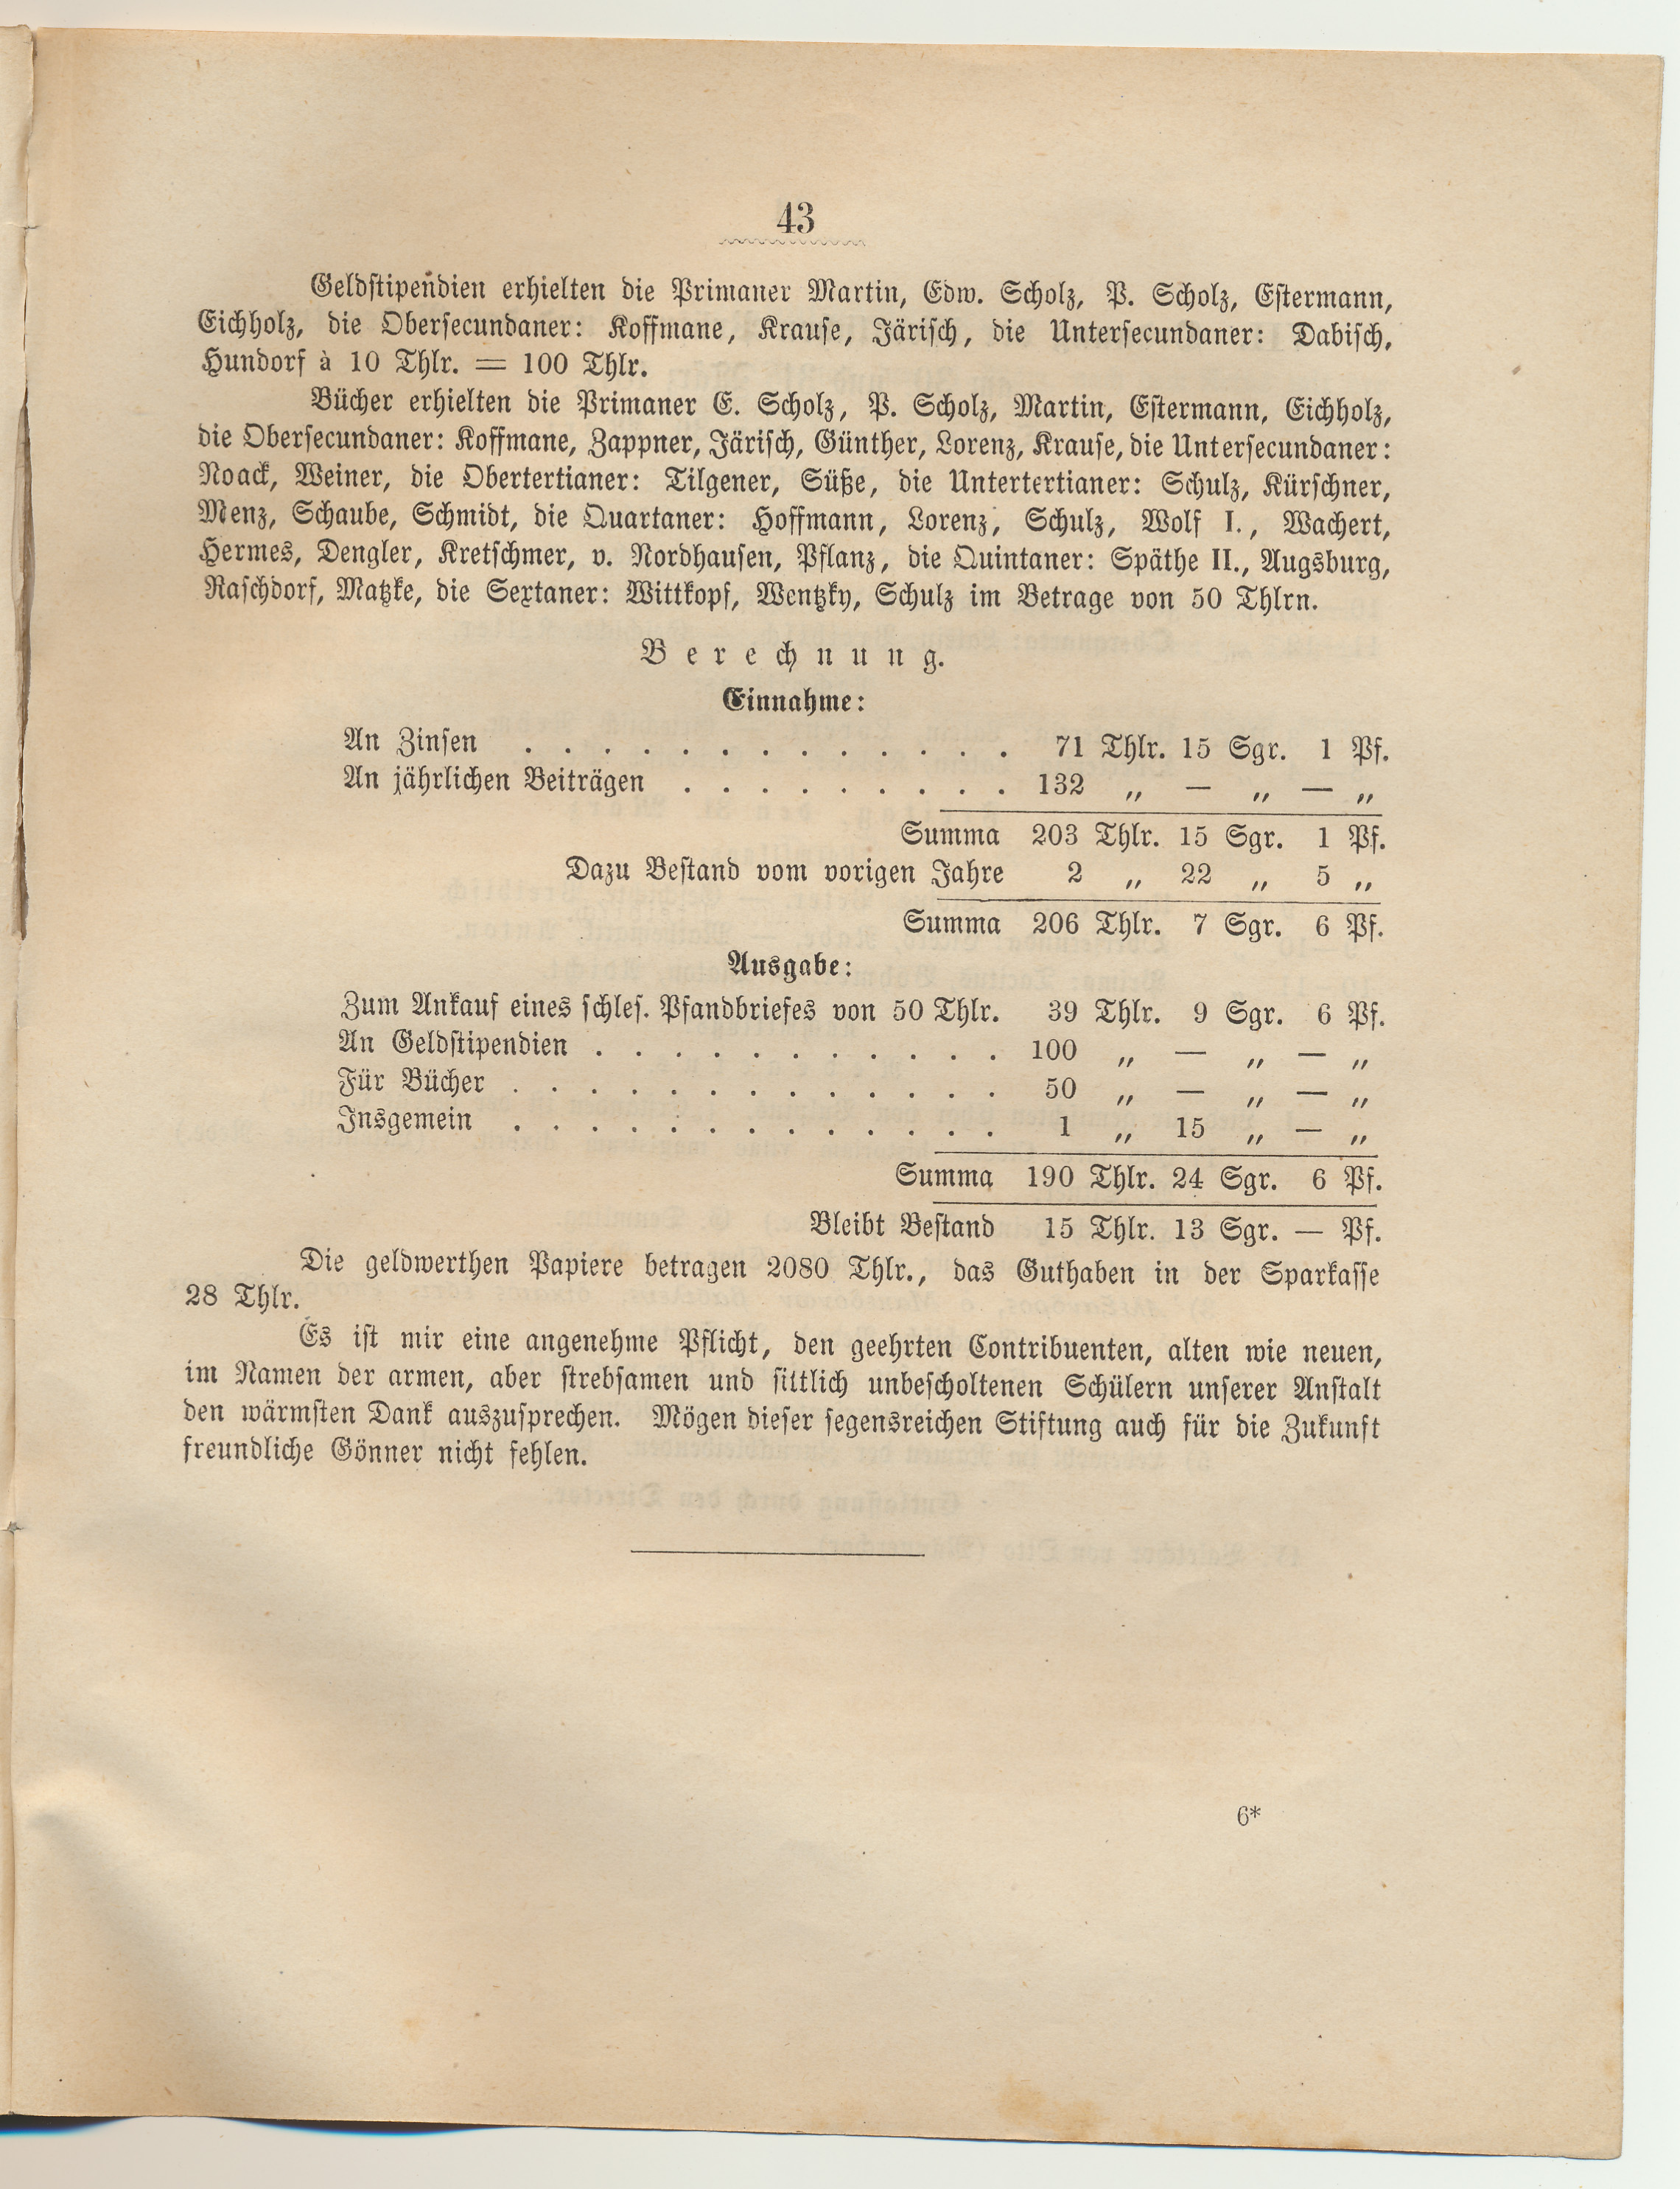 43
Geldstipendien erhielten die Primaner Martin, Edw. Scholz, P. Scholz, Estermann,
Eichholz, die Obersecundaner: Koffmane, Krause, Järisch, die Untersecundaner: Dabisch,
Hundorf à 10 Thlr. = 100 Thlr.
Bücher erhielten die Primaner E. Scholz, P. Scholz, Martin, Estermann, Eichholz,
die Obersecundaner: Koffmane, Zappner, Järisch, Günther, Lorenz, Krause, die Untersecundaner:
Noack, Weiner, die Obertertianer: Tilgener, Süße, die Untertertianer: Schulz, Kürschner,
Menz, Schaube, Schmidt, die Quartaner: Hoffmann, Lorenz, Schulz, Wolf I., Wachert,
Hermes, Dengler, Kretschmer, v. Nordhausen, Pflanz, die Quintaner: Späthe II., Augsburg,
Raschdorf, Matzke, die Sextaner: Wittkopf, Wentzky, Schulz im Betrage von 50 Thlrn.
Berechnung.
Einnahme:
An Zinsen . . . . . . . . . . . . . 71 Thlr. 15 Sgr. 1 Pf.
An jährlichen Beiträgen . . . . . . . . . 132 „ — „ — „
Summa 203 Thlr. 15 Sgr. 1 Pf.
Dazu Bestand vom vorigen Jahre 2 „ 22 „ 5 „
Summa 206 Thlr. 7 Sgr. 6 Pf.
Ausgabe:
Zum Ankauf eines schles. Pfandbriefes von 50 Thlr. 39 Thlr. 9 Sgr. 6 Pf.
An Geldstipendien . . . . . . . . . . . 100 „ — „ — „
Für Bücher . . . . . . . . . . . . . 50 „ — „ — „
Insgemein . . . . . . . . . . . . . 1 „ 15 „ — „
Summa 190 Thlr. 24 Sgr. 6 Pf.
Bleibt Bestand 15 Thlr. 13 Sgr. — Pf.
Die geldwerthen Papiere betragen 2080 Thlr., das Guthaben in der Sparkasse
28 Thlr.
Es ist mir eine angenehme Pflicht, den geehrten Contribuenten, alten wie neuen,
im Namen der armen, aber strebsamen und sittlich unbescholtenen Schülern unserer Anstalt
den wärmsten Dank auszusprechen. Mögen dieser segensreichen Stiftung auch für die Zukunft
freundliche Gönner nicht fehlen.
6*